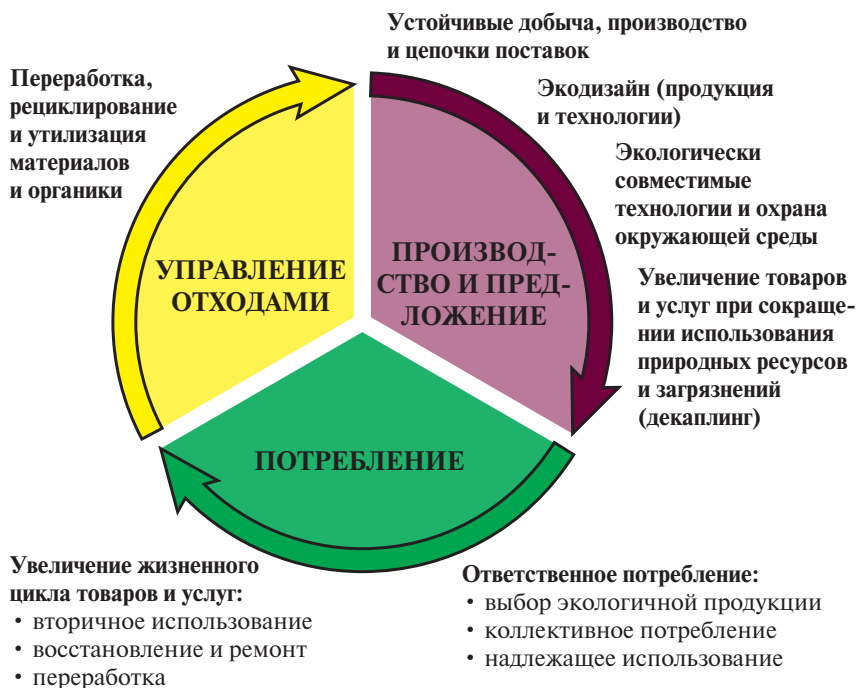 Устойчивые добыча, производство
и цепочки поставок
Переработка,
рециклирование
и утилизация
материалов
и органики
Экодизайн (продукция
и технологии)
Экологически
совместимые
технологии и охрана
окружающей среды
УПРАВЛЕНИЕ
ОТХОДАМИ
ПРОИЗВОД-
СТВО И ПРЕД-
ЛОЖЕНИЕ
Увеличение товаров
и услуг при сокраще-
нии использования
природных ресурсов
и загрязнений
(декаплинг)
ПОТРЕБЛЕНИЕ
Увеличение жизненного
цикла товаров и услуг:
• вторичное использование
• восстановление и ремонт
• переработка
Ответственное потребление:
• выбор экологичной продукции
• коллективное потребление
• надлежащее использование